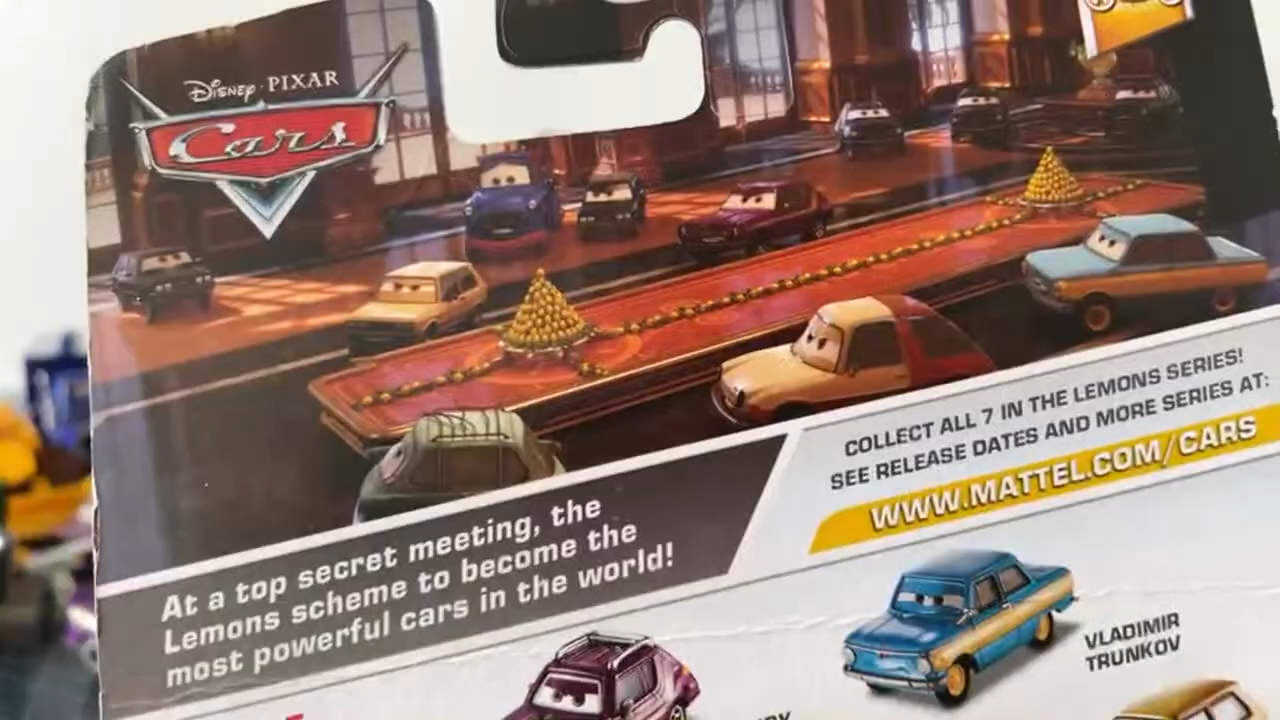 Disney · PIXAR
Cars
COLLECT ALL 7 IN THE LEMONS SERIES!
SEE RELEASE DATES AND MORE SERIES AT:
WWW.MATTEL.COM/CARS
At a top secret meeting, the
Lemons scheme to become the
most powerful cars in the world!
VLADIMIR
TRUNKOV